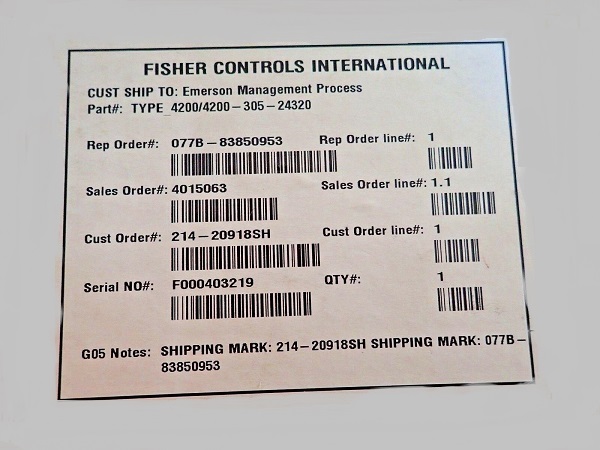 FISHER CONTROLS INTERNATIONAL
CUST SHIP TO: Emerson Management Process
Part#: TYPE_4200/4200-305-24320
Rep Order#: 077B-83850953 Rep Order line#: 1
Sales Order#: 4015063 Sales Order line#: 1.1
Cust Order#: 214-20918SH Cust Order line#: 1
Serial NO#: F000403219 QTY#: 1
G05 Notes: SHIPPING MARK: 214-20918SH SHIPPING MARK: 077B-
83850953